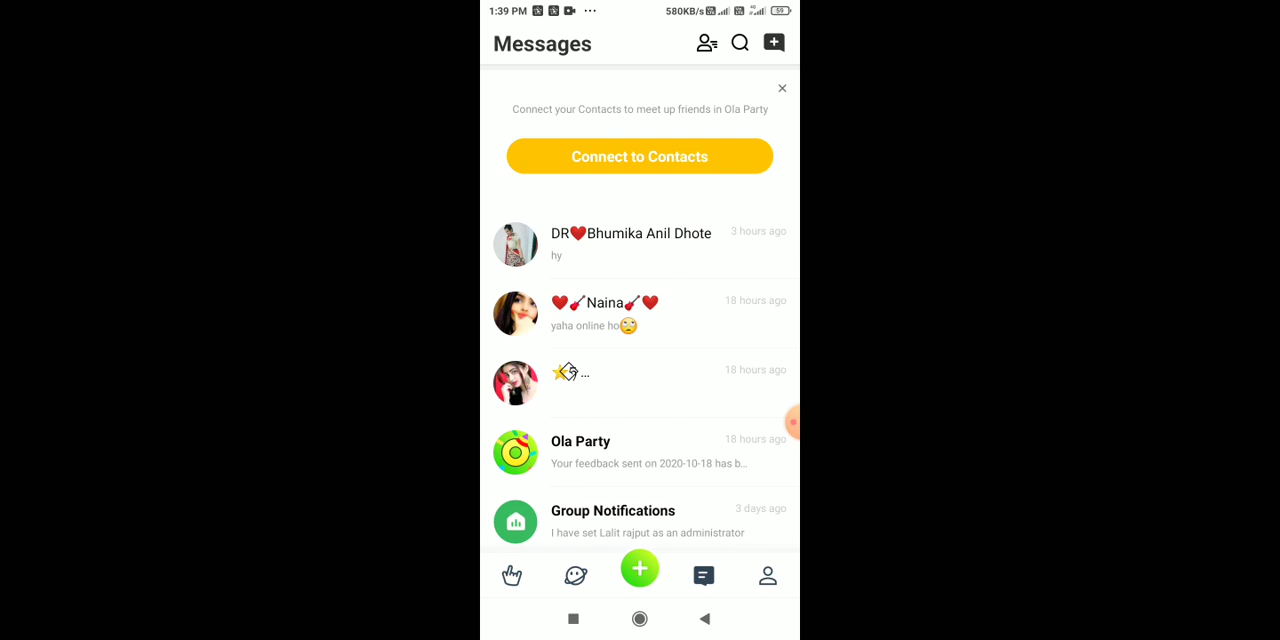 1:39 PM ... 580KB/s 4G 59
Messages
Connect your Contacts to meet up friends in Ola Party
Connect to Contacts
DR❤️Bhumika Anil Dhote 3 hours ago
hy
❤️🎸Naina🎸❤️ 18 hours ago
yaha online ho🙄
18 hours ago
Ola Party 18 hours ago
Your feedback sent on 2020-10-18 has b...
Group Notifications 3 days ago
I have set Lalit rajput as an administrator